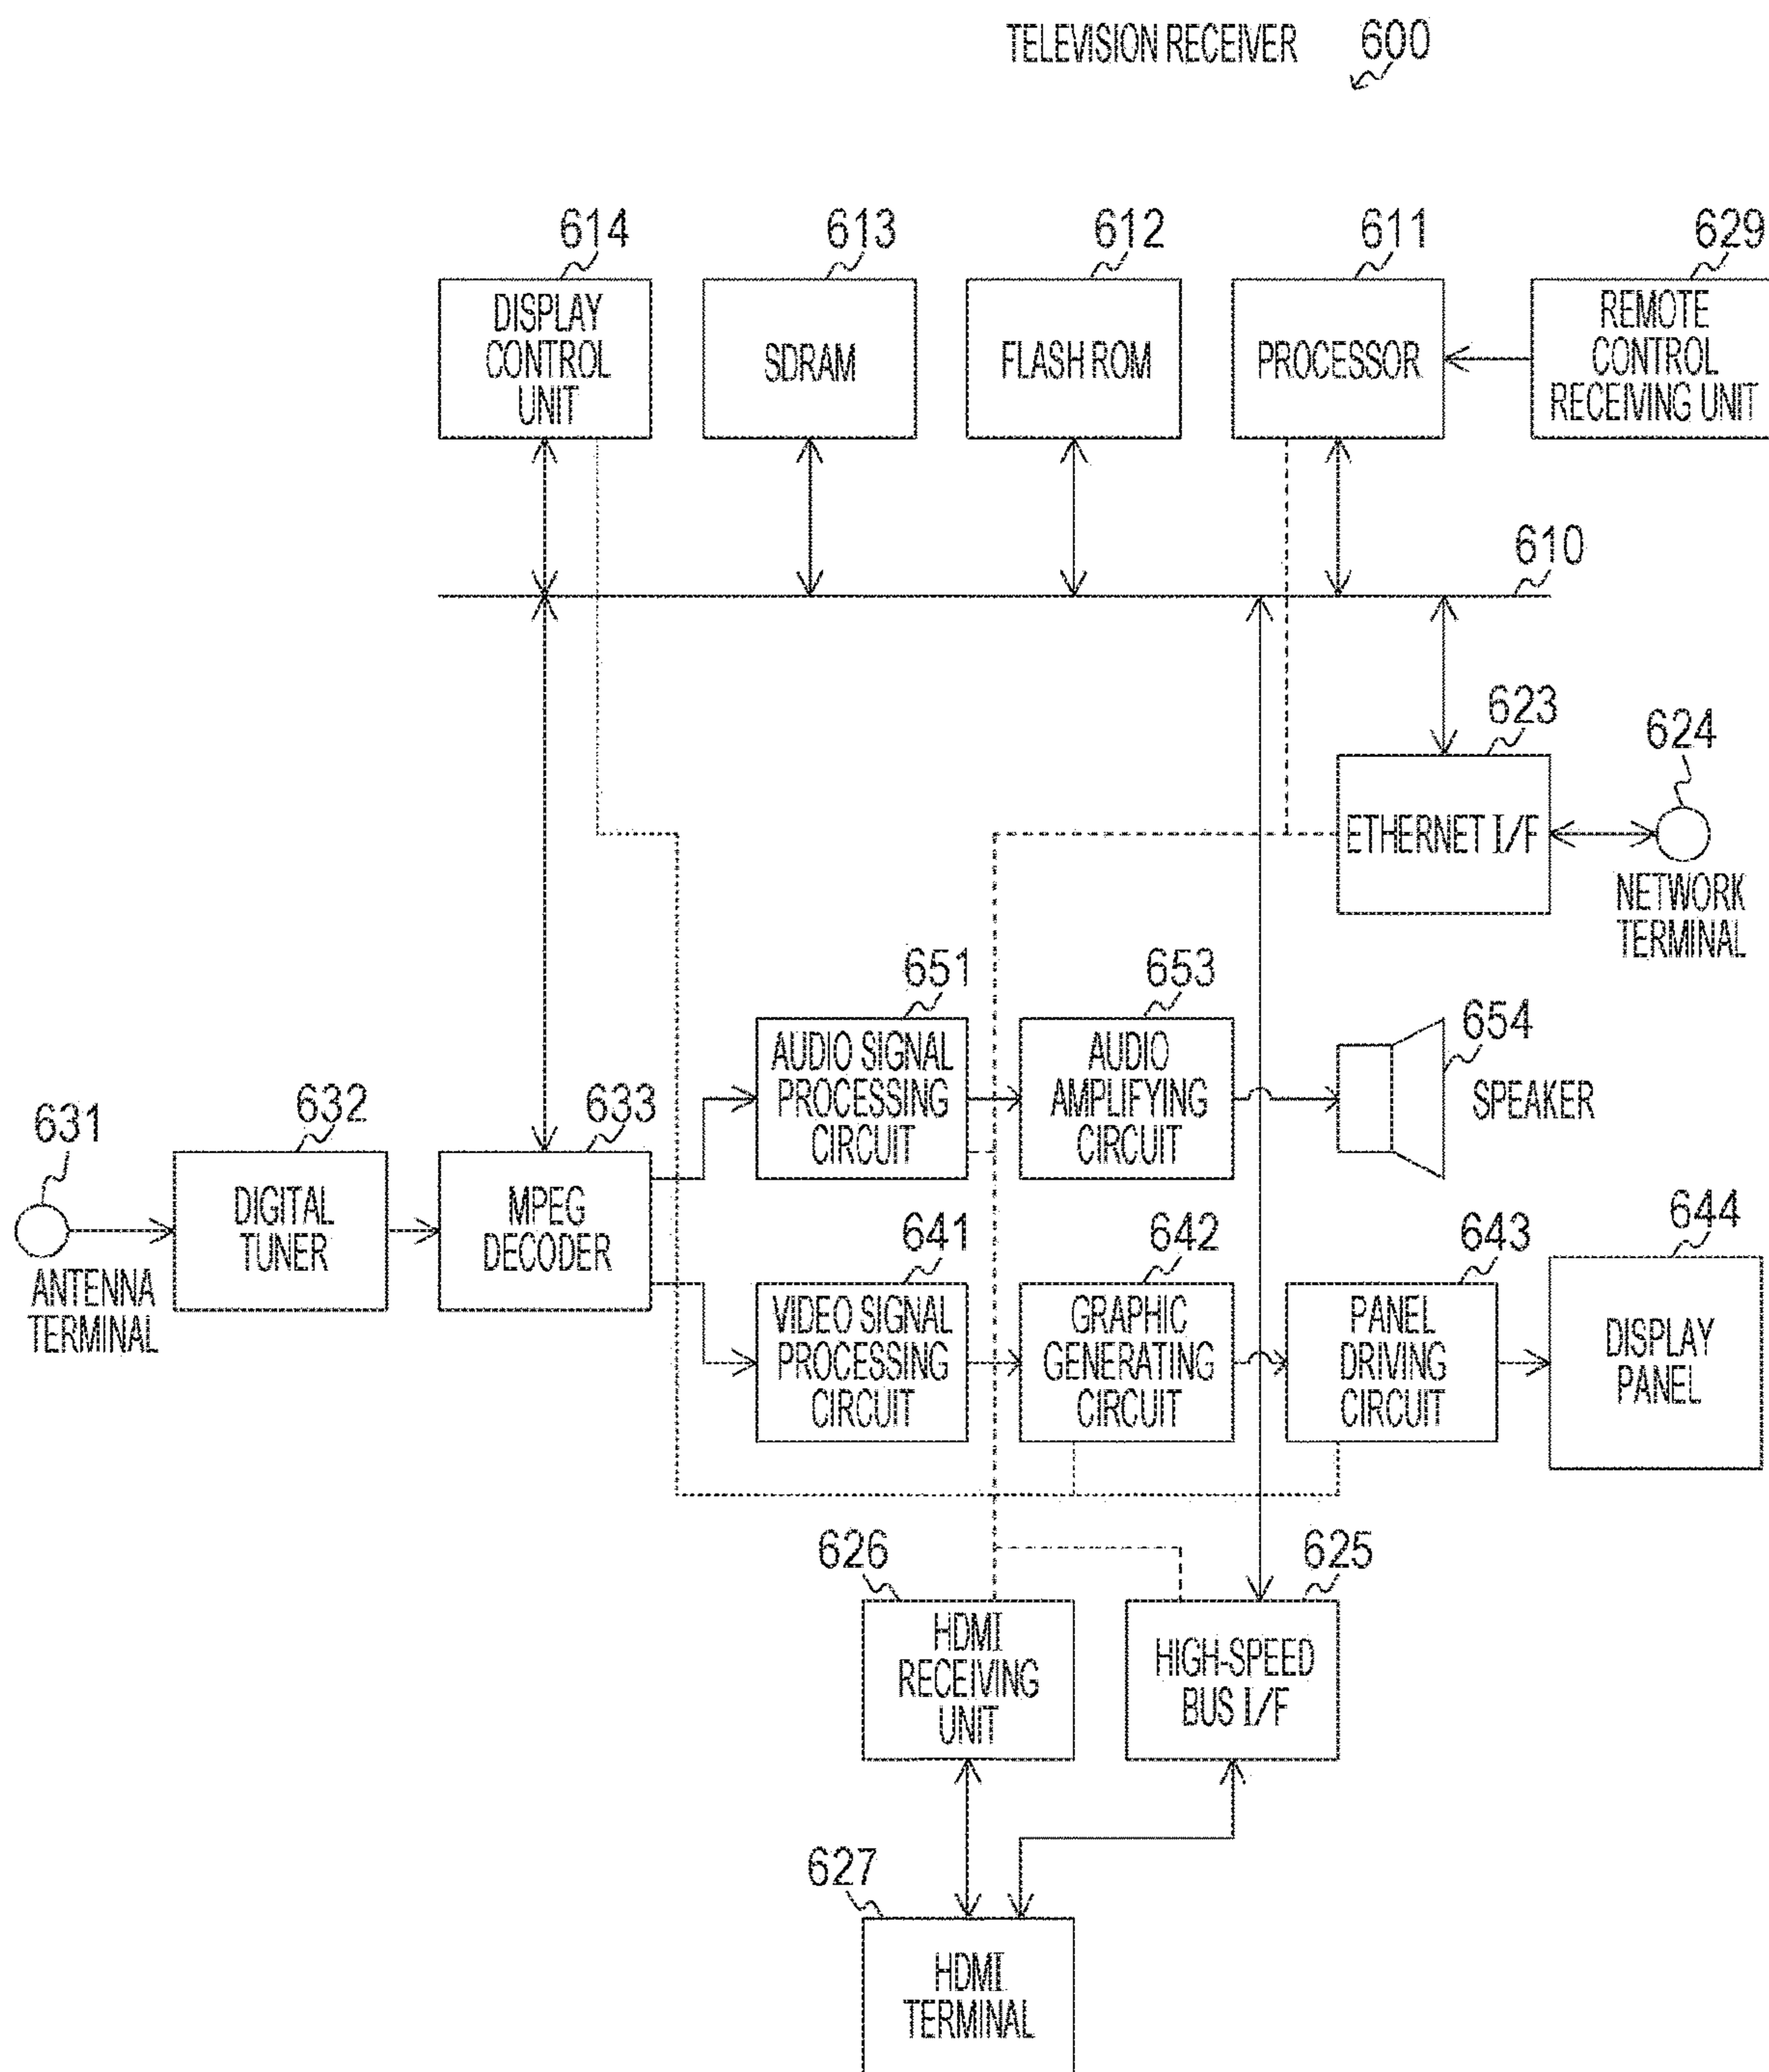 TELEVISION RECEIVER 600
614
613
612
611
629
DISPLAY
CONTROL
UNIT
SDRAM
FLASH ROM
PROCESSOR
REMOTE
CONTROL
RECEIVING UNIT
610
623
624
ETHERNET I/F
NETWORK
TERMINAL
651
653
654
AUDIO SIGNAL
PROCESSING
CIRCUIT
AUDIO
AMPLIFYING
CIRCUIT
SPEAKER
631
632
633
ANTENNA
TERMINAL
DIGITAL
TUNER
MPEG
DECODER
641
642
643
644
VIDEO SIGNAL
PROCESSING
CIRCUIT
GRAPHIC
GENERATING
CIRCUIT
PANEL
DRIVING
CIRCUIT
DISPLAY
PANEL
626
625
HDMI
RECEIVING
UNIT
HIGH-SPEED
BUS I/F
627
HDMI
TERMINAL